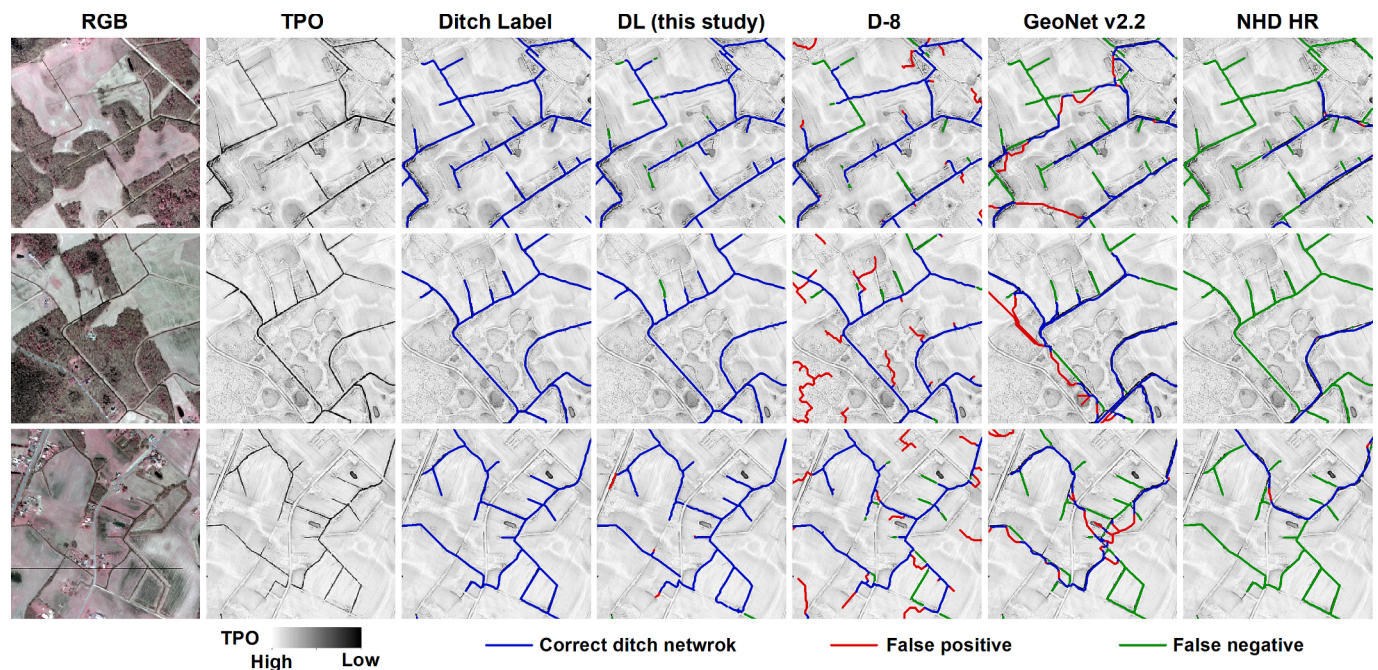 RGB TPO Ditch Label DL (this study) D-8 GeoNet v2.2 NHD HR
TPO
High Low
Correct ditch netwrok
False positive
False negative